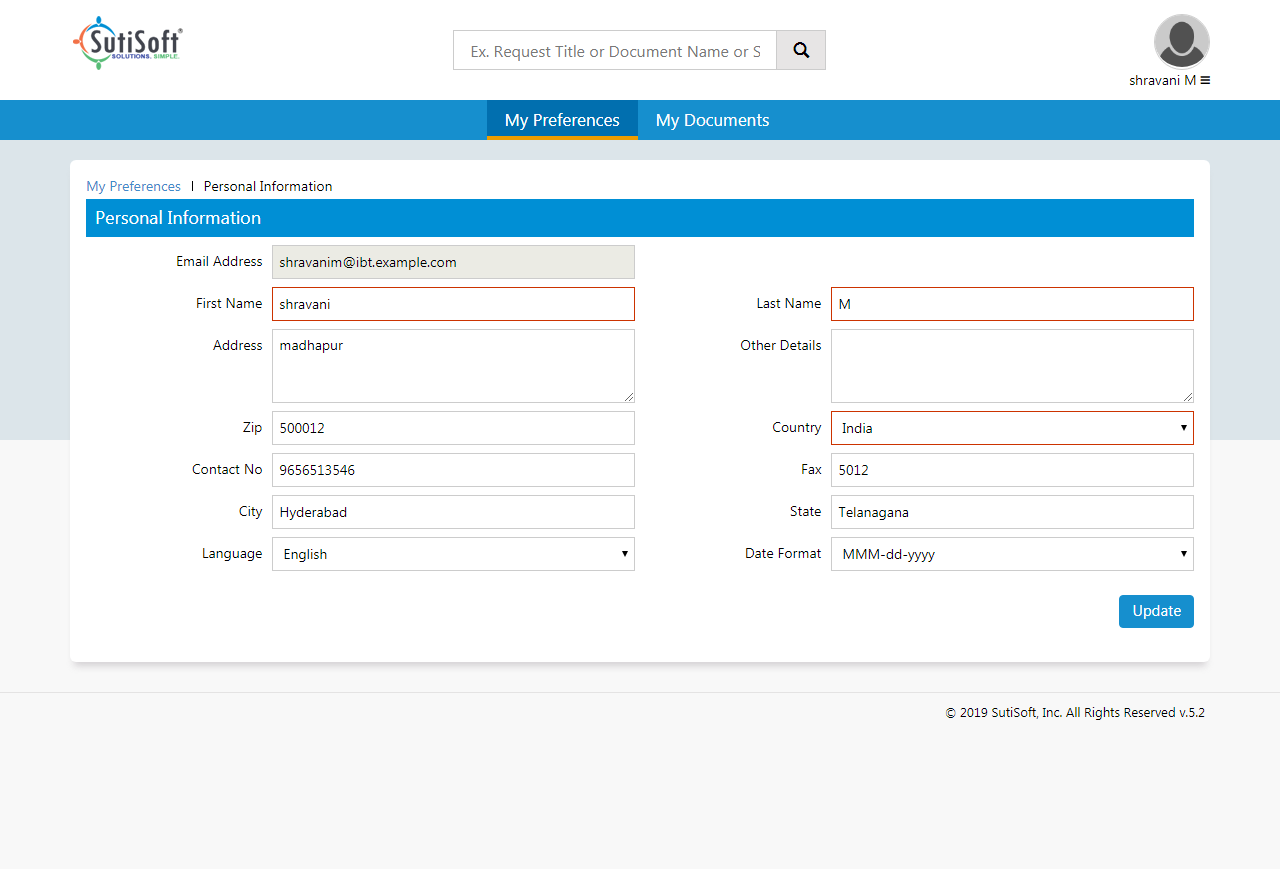 SutiSoft®
SOLUTIONS. SIMPLE.
Ex. Request Title or Document Name or S
shravani M
My Preferences My Documents
My Preferences | Personal Information
Personal Information
Email Address shravanim@ibt.example.com
First Name shravani Last Name M
Address madhapur Other Details
Zip 500012 Country India
Contact No 9656513546 Fax 5012
City Hyderabad State Telanagana
Language English Date Format MMM-dd-yyyy
Update
© 2019 SutiSoft, Inc. All Rights Reserved v.5.2